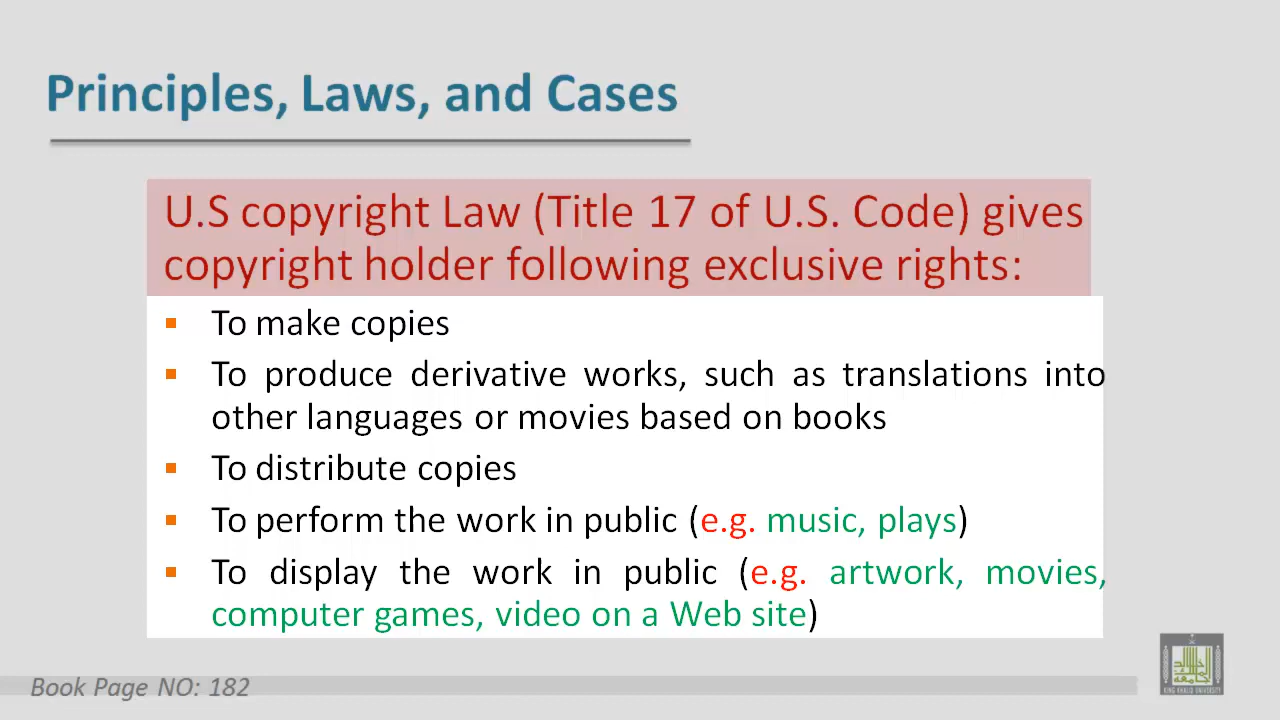 Principles, Laws, and Cases
U.S copyright Law (Title 17 of U.S. Code) gives
copyright holder following exclusive rights:
▪ To make copies
▪ To produce derivative works, such as translations into
other languages or movies based on books
▪ To distribute copies
▪ To perform the work in public (e.g. music, plays)
▪ To display the work in public (e.g. artwork, movies,
computer games, video on a Web site)
Book Page NO: 182
KING KHALID UNIVERSITY